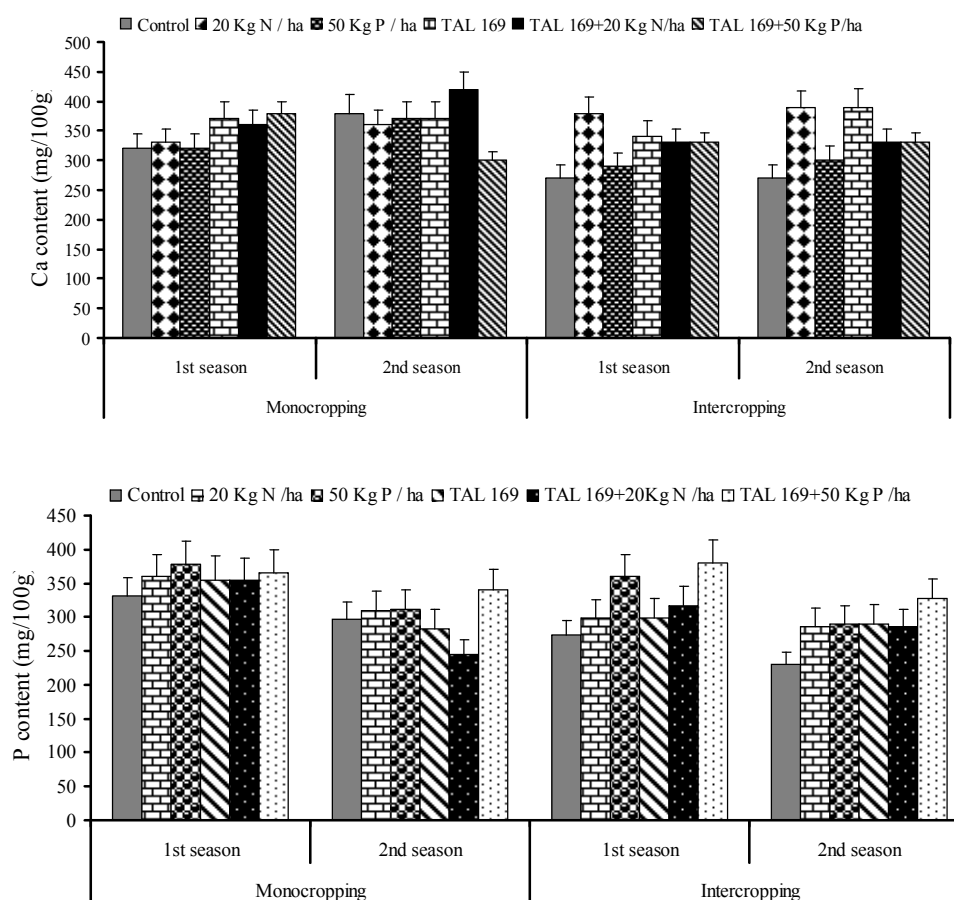 Control 20 Kg N / ha 50 Kg P / ha TAL 169 TAL 169+20 Kg N/ha TAL 169+50 Kg P/ha
Ca content (mg/100g)
500
450
400
350
300
250
200
150
100
50
0
1st season 2nd season 1st season 2nd season
Monocropping Intercropping
Control 20 Kg N /ha 50 Kg P / ha TAL 169 TAL 169+20Kg N /ha TAL 169+50 Kg P /ha
P content (mg/100g)
450
400
350
300
250
200
150
100
50
0
1st season 2nd season 1st season 2nd season
Monocropping Intercropping